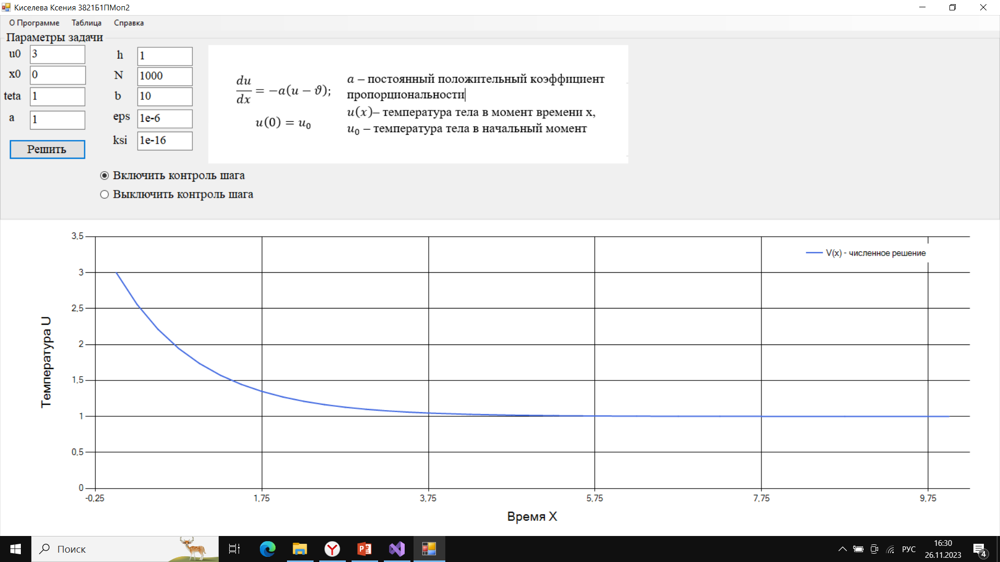 Киселева Ксения 3821Б1ПМоп2
О Программе Таблица Справка
Параметры задачи
u0 3
x0 0
teta 1
a 1
Решить
h 1
N 1000
b 10
eps 1e-6
ksi 1e-16
Включить контроль шага
Выключить контроль шага
du/dx = −a(u − ϑ);
u(0) = u₀
a – постоянный положительный коэффициент
пропорциональности
u(x)– температура тела в момент времени x,
u₀ – температура тела в начальный момент
V(x) - численное решение
Температура U
3,5
3
2,5
2
1,5
1
0,5
0
-0,25 1,75 3,75 5,75 7,75 9,75
Время X
Поиск
РУС
16:30
26.11.2023
4